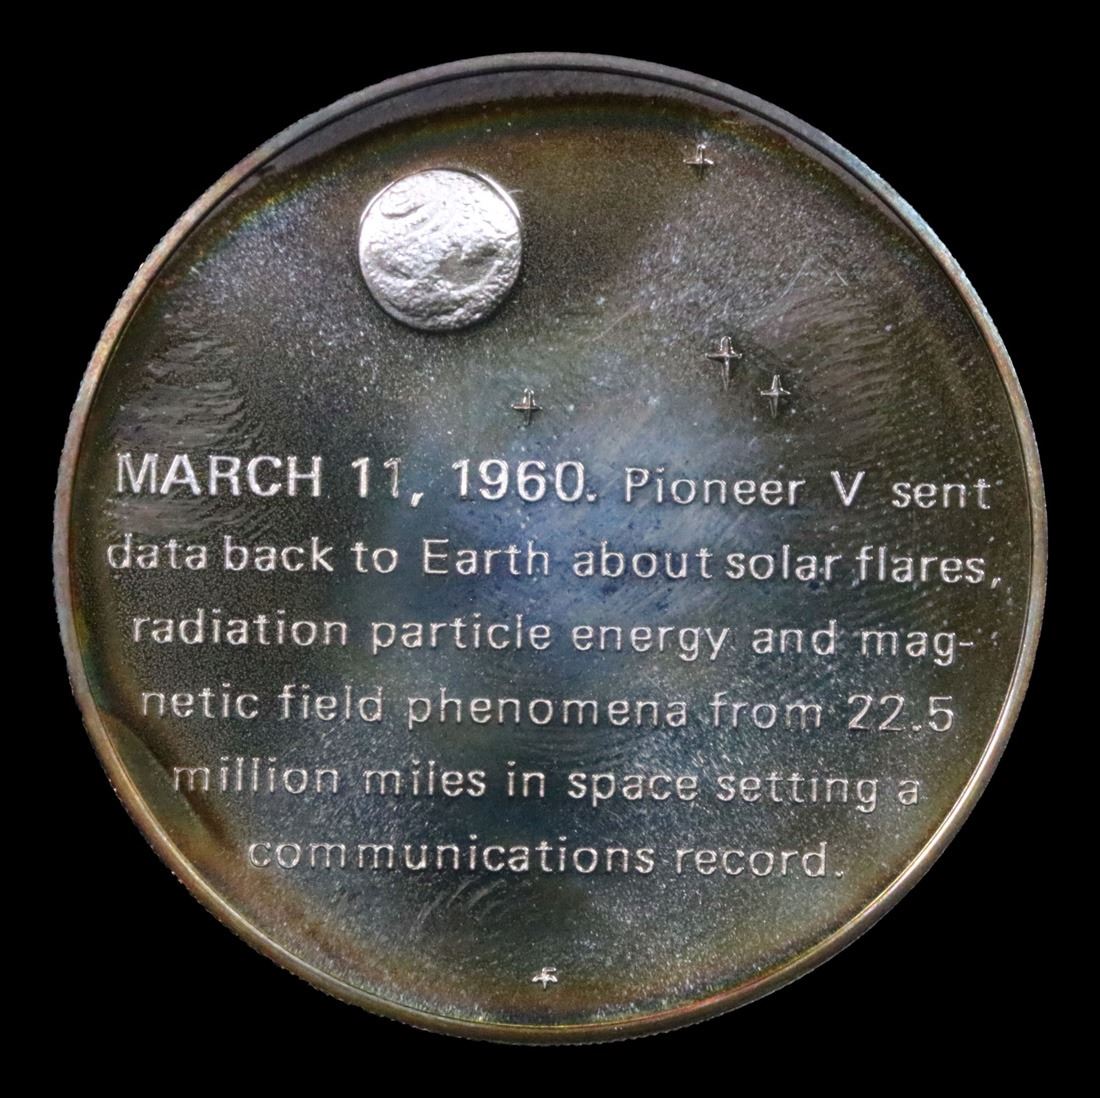 MARCH 11, 1960. Pioneer V sent
data back to Earth about solar flares,
radiation particle energy and mag-
netic field phenomena from 22.5
million miles in space setting a
communications record.